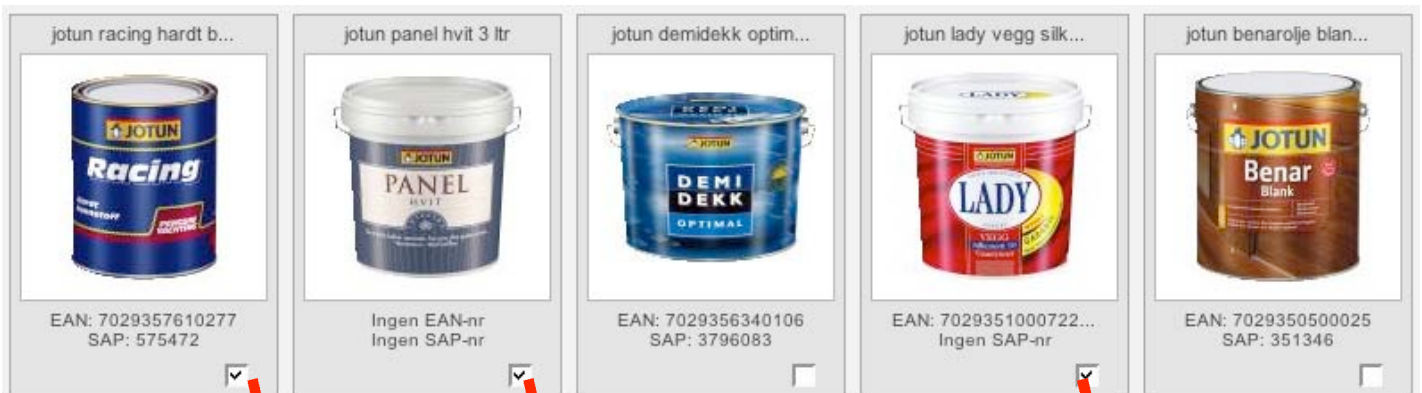 jotun racing hardt b...
JOTUN
Racing
EAN: 7029357610277
SAP: 575472
jotun panel hvit 3 ltr
JOTUN
PANEL
HVIT
Ingen EAN-nr
Ingen SAP-nr
jotun demidekk optim...
JOTUN
DEMI
DEKK
OPTIMAL
EAN: 7029356340106
SAP: 3796083
jotun lady vegg silk...
LADY
JOTUN
LADY
VEGG
EAN: 7029351000722...
Ingen SAP-nr
jotun benarolje blan...
JOTUN
Benar
Blank
EAN: 7029350500025
SAP: 351346